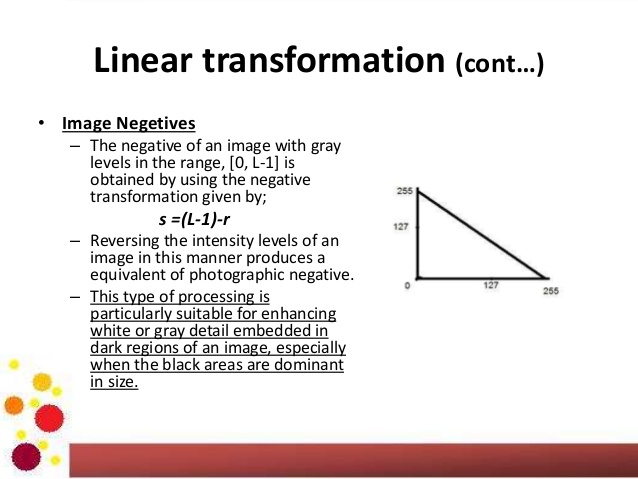 Linear transformation (cont…)
• Image Negetives
– The negative of an image with gray
levels in the range, [0, L-1] is
obtained by using the negative
transformation given by;
s =(L-1)-r
– Reversing the intensity levels of an
image in this manner produces a
equivalent of photographic negative.
– This type of processing is
particularly suitable for enhancing
white or gray detail embedded in
dark regions of an image, especially
when the black areas are dominant
in size.
255
127
0
127
255